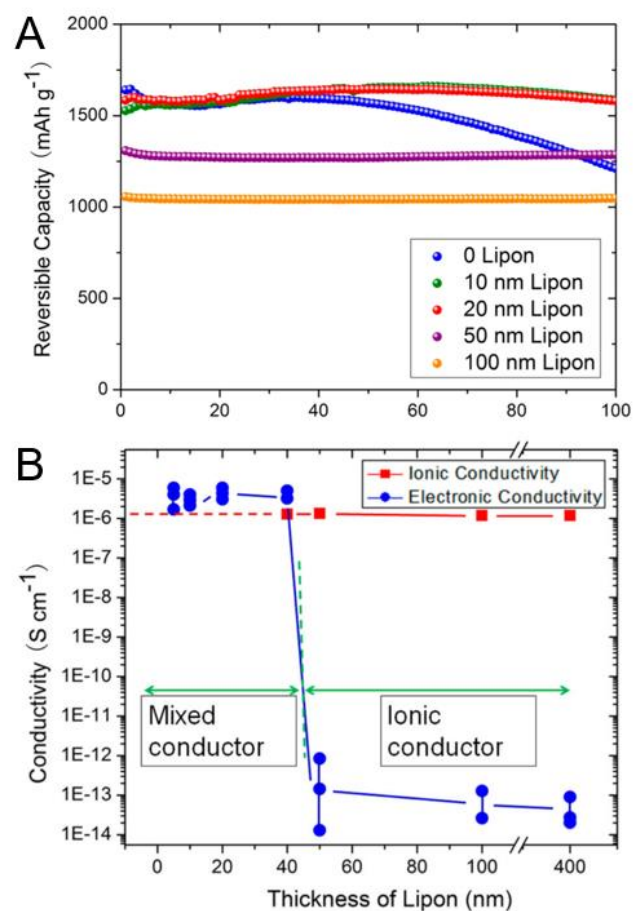 A
2000
1500
1000
500
0
Reversible Capacity (mAh g⁻¹)
0 Lipon
10 nm Lipon
20 nm Lipon
50 nm Lipon
100 nm Lipon
0 20 40 60 80 100
B
Ionic Conductivity
Electronic Conductivity
1E-5
1E-6
1E-7
1E-8
1E-9
1E-10
1E-11
1E-12
1E-13
1E-14
Conductivity (S cm⁻¹)
Mixed
conductor
Ionic
conductor
0 20 40 60 80 100 400
Thickness of Lipon (nm)